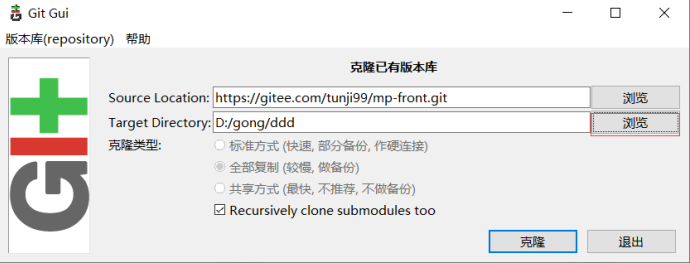 Git Gui
版本库(repository) 帮助
克隆已有版本库
Source Location: https://gitee.com/tunji99/mp-front.git 浏览
Target Directory: D:/gong/ddd 浏览
克隆类型: 标准方式 (快速, 部分备份, 作硬连接)
全部复制 (较慢, 做备份)
共享方式 (最快, 不推荐, 不做备份)
Recursively clone submodules too
克隆 退出
GIt